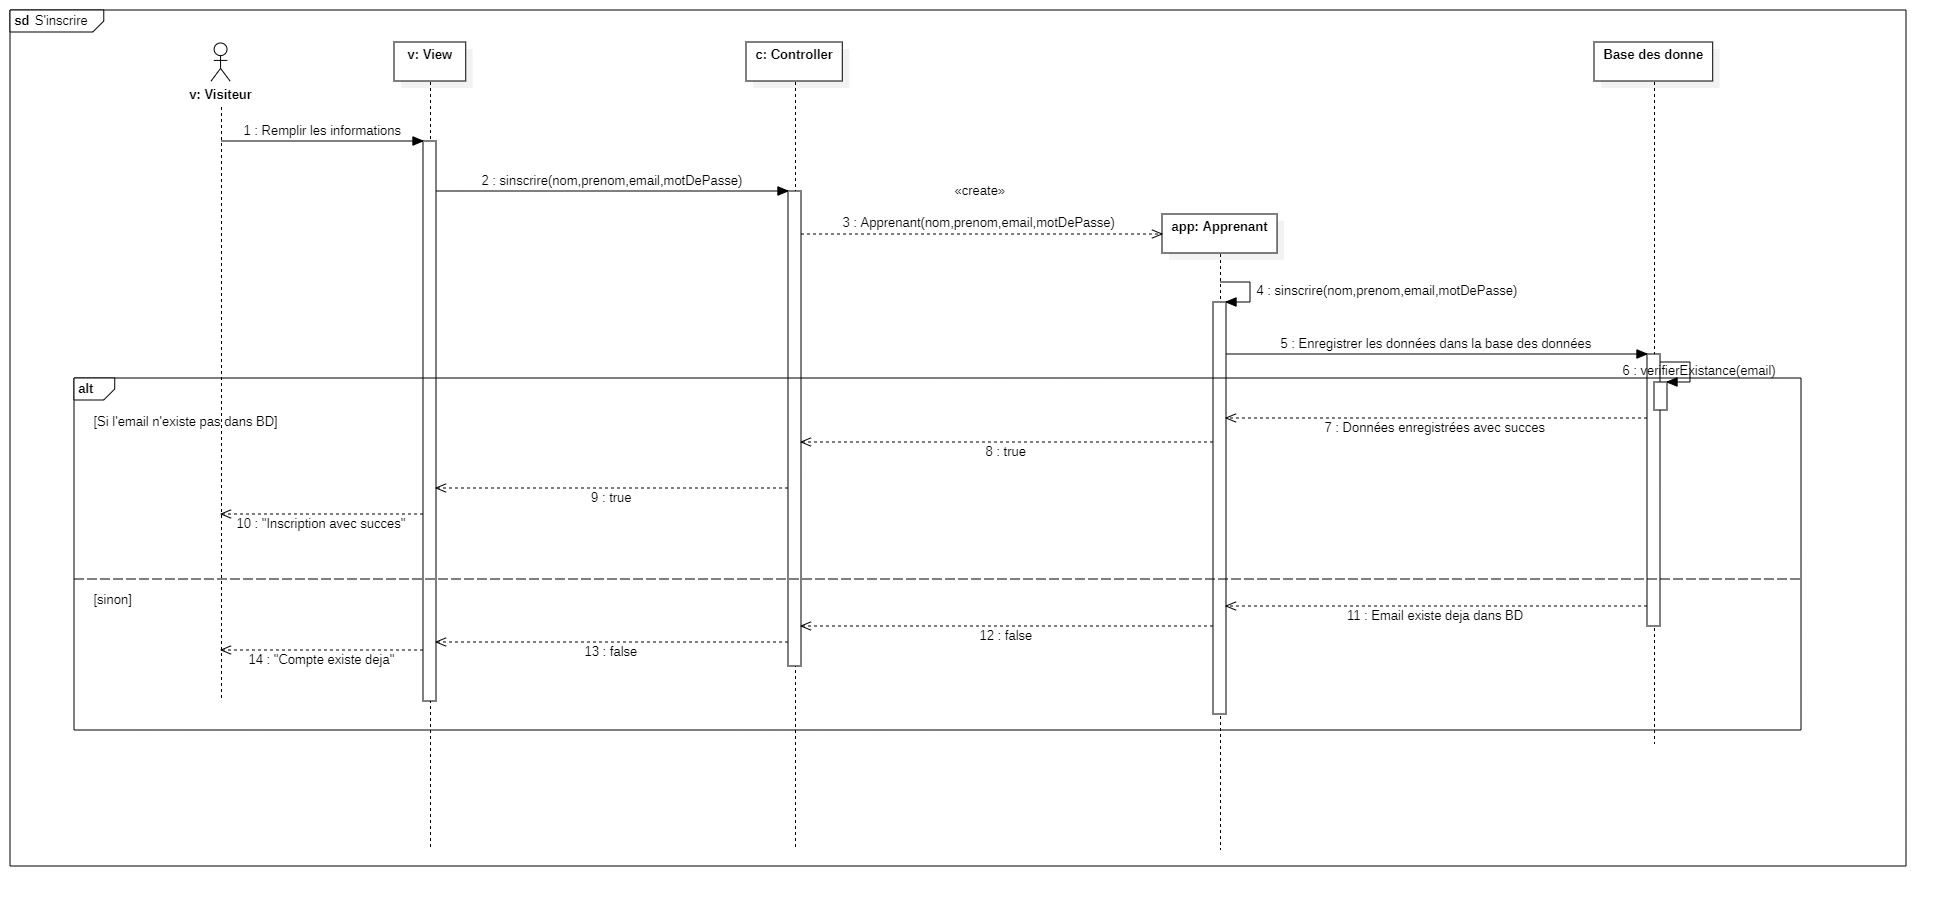 sd S'inscrire
v: Visiteur
v: View
c: Controller
Base des donne
1 : Remplir les informations
2 : sinscrire(nom,prenom,email,motDePasse)
«create»
3 : Apprenant(nom,prenom,email,motDePasse)
app: Apprenant
4 : sinscrire(nom,prenom,email,motDePasse)
5 : Enregistrer les données dans la base des données
6 : verifierExistance(email)
alt
[Si l'email n'existe pas dans BD]
7 : Données enregistrées avec succes
8 : true
9 : true
10 : "Inscription avec succes"
[sinon]
11 : Email existe deja dans BD
12 : false
13 : false
14 : "Compte existe deja"